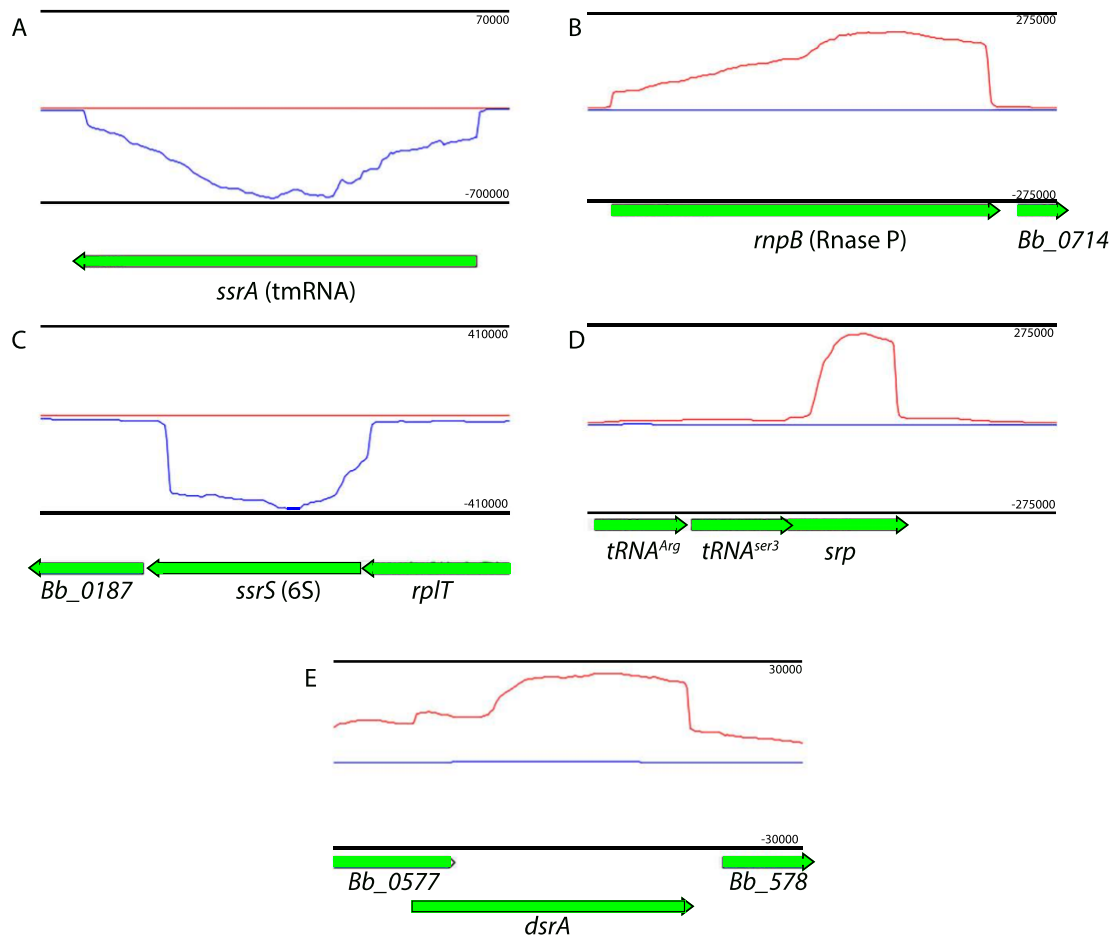 A
70000
-700000
ssrA (tmRNA)
B
275000
-275000
rnpB (Rnase P)
Bb_0714
C
410000
-410000
Bb_0187
ssrS (6S)
rplT
D
275000
-275000
tRNAArg
tRNAser3
srp
E
30000
-30000
Bb_0577
Bb_578
dsrA